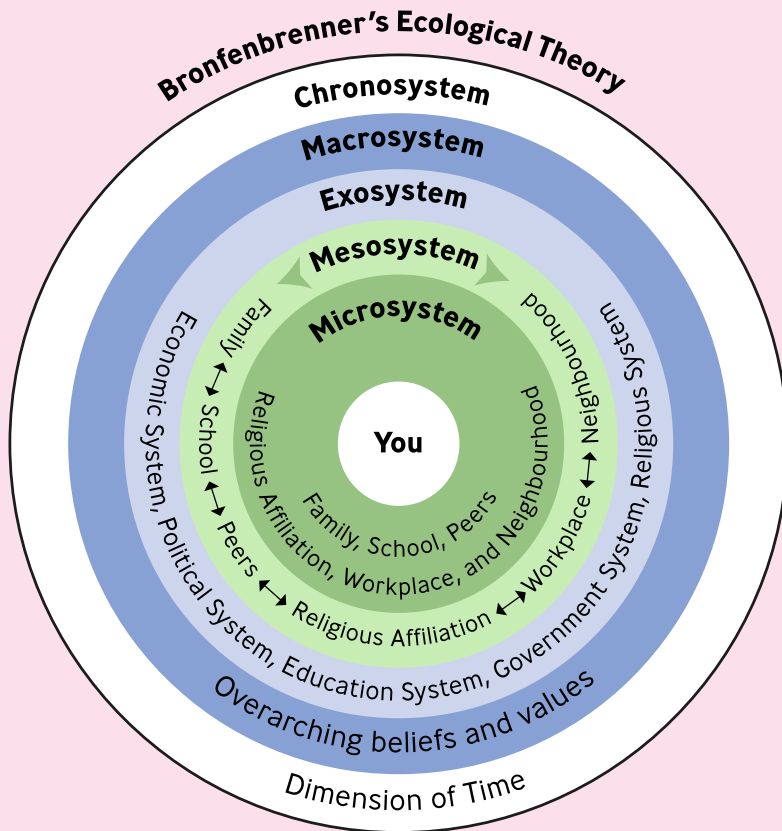 Bronfenbrenner's Ecological Theory
Chronosystem
Macrosystem
Exosystem
Mesosystem
Microsystem
You
Family, School, Peers
Religious Affiliation, Workplace, and Neighbourhood
Family ↔ School ↔ Peers ↔ Religious Affiliation ↔ Workplace ↔ Neighbourhood
Economic System, Political System, Education System, Government System, Religious System
Overarching beliefs and values
Dimension of Time